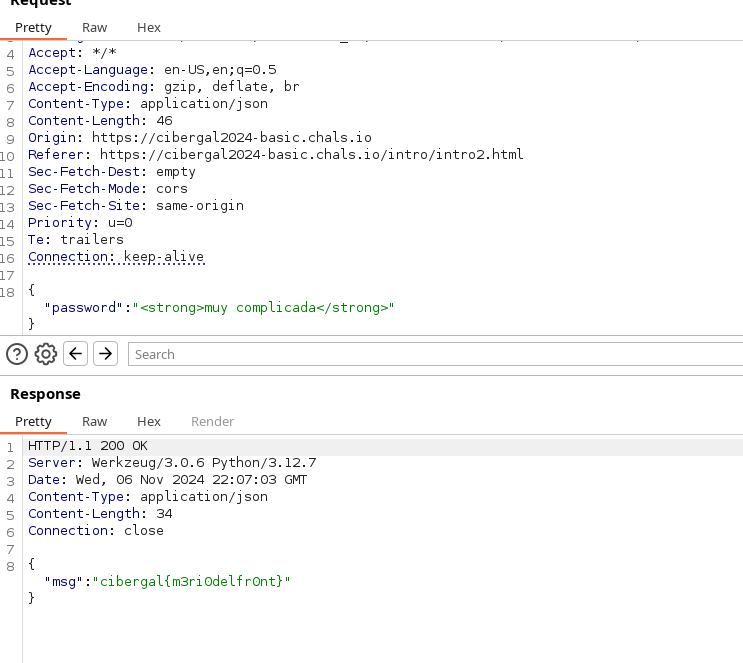 Request
Pretty Raw Hex
4 Accept: */*
5 Accept-Language: en-US,en;q=0.5
6 Accept-Encoding: gzip, deflate, br
7 Content-Type: application/json
8 Content-Length: 46
9 Origin: https://cibergal2024-basic.chals.io
10 Referer: https://cibergal2024-basic.chals.io/intro/intro2.html
11 Sec-Fetch-Dest: empty
12 Sec-Fetch-Mode: cors
13 Sec-Fetch-Site: same-origin
14 Priority: u=0
15 Te: trailers
16 Connection: keep-alive
17
18 {
"password":"<strong>muy complicada</strong>"
}
Search
Response
Pretty Raw Hex Render
1 HTTP/1.1 200 OK
2 Server: Werkzeug/3.0.6 Python/3.12.7
3 Date: Wed, 06 Nov 2024 22:07:03 GMT
4 Content-Type: application/json
5 Content-Length: 34
6 Connection: close
7
8 {
"msg":"cibergal{m3ri0delfr0nt}"
}